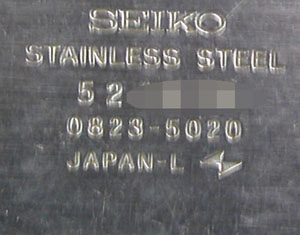 SEIKO
STAINLESS STEEL
52
0823-5020
JAPAN-L